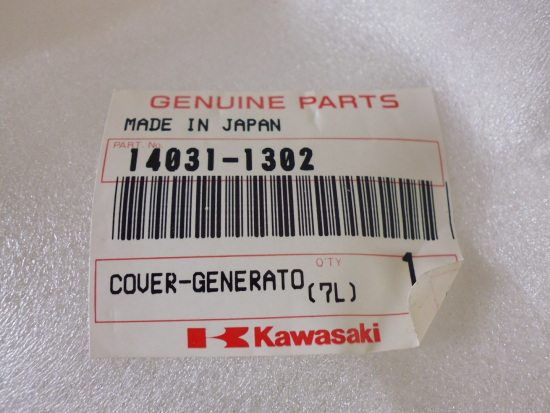 GENUINE PARTS
MADE IN JAPAN
PART. No.
14031-1302
Q'TY
1
COVER-GENERATO
(7L)
Kawasaki